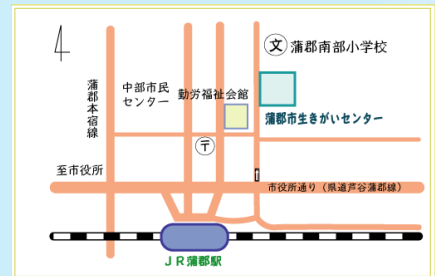 文 蒲郡南部小学校
蒲郡本宿線
中部市民
センター
勤労福祉会館
蒲郡市生きがいセンター
〒
至市役所
市役所通り（県道芦谷蒲郡線）
JR蒲郡駅